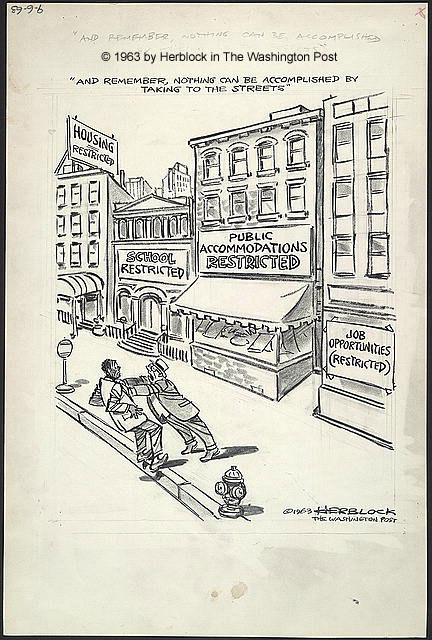 9-6-63
"AND REMEMBER, NOTHING CAN BE ACCOMPLISHED
© 1963 by Herblock in The Washington Post
"AND REMEMBER, NOTHING CAN BE ACCOMPLISHED BY
TAKING TO THE STREETS"
HOUSING
RESTRICTED
SCHOOL
RESTRICTED
PUBLIC
ACCOMMODATIONS
RESTRICTED
JOB
OPPORTUNITIES
(RESTRICTED)
©1963 HERBLOCK
THE WASHINGTON POST